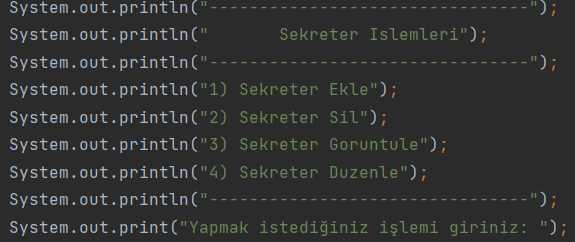 System.out.println("-------------------------------");
System.out.println("       Sekreter Islemleri");
System.out.println("-------------------------------");
System.out.println("1) Sekreter Ekle");
System.out.println("2) Sekreter Sil");
System.out.println("3) Sekreter Goruntule");
System.out.println("4) Sekreter Duzenle");
System.out.println("-------------------------------");
System.out.print("Yapmak istediğiniz işlemi giriniz: ");